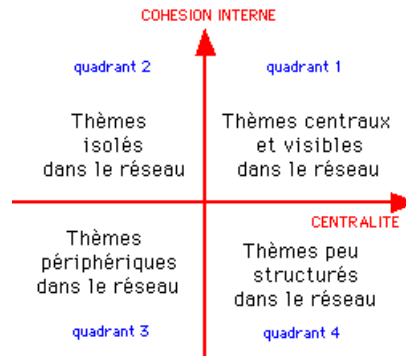 COHESION INTERNE
quadrant 2
quadrant 1
Thèmes
isolés
dans le réseau
Thèmes centraux
et visibles
dans le réseau
CENTRALITE
Thèmes
périphériques
dans le réseau
Thèmes peu
structurés
dans le réseau
quadrant 3
quadrant 4